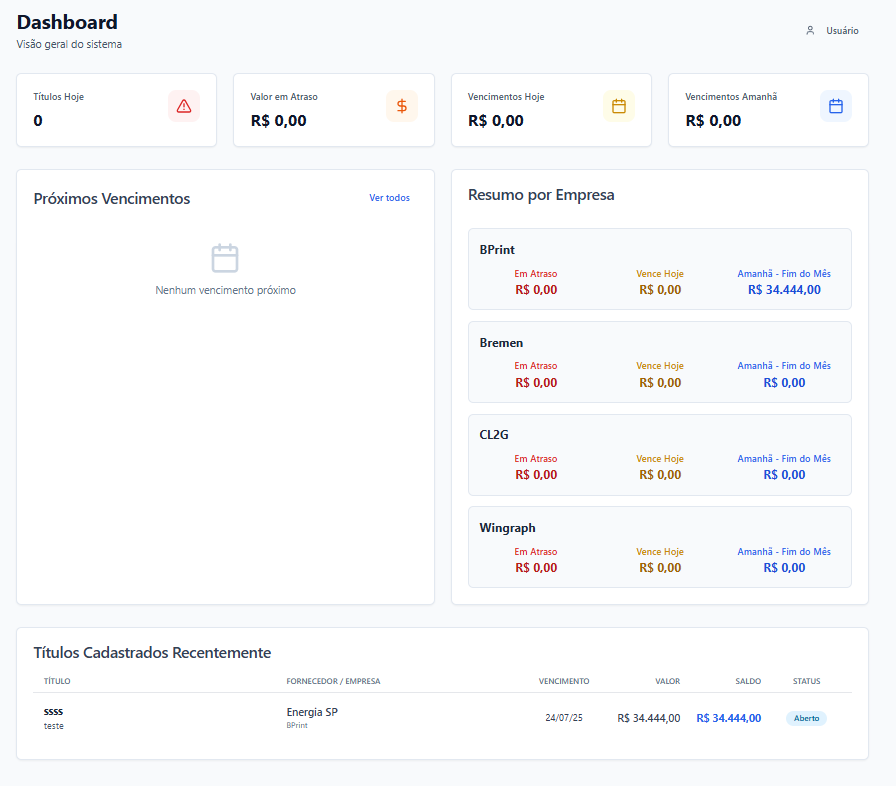 Dashboard
Visão geral do sistema
Usuário
Títulos Hoje
0
Valor em Atraso
R$ 0,00
Vencimentos Hoje
R$ 0,00
Vencimentos Amanhã
R$ 0,00
Próximos Vencimentos
Ver todos
Nenhum vencimento próximo
Resumo por Empresa
BPrint
Em Atraso Vence Hoje Amanhã - Fim do Mês
R$ 0,00 R$ 0,00 R$ 34.444,00
Bremen
Em Atraso Vence Hoje Amanhã - Fim do Mês
R$ 0,00 R$ 0,00 R$ 0,00
CL2G
Em Atraso Vence Hoje Amanhã - Fim do Mês
R$ 0,00 R$ 0,00 R$ 0,00
Wingraph
Em Atraso Vence Hoje Amanhã - Fim do Mês
R$ 0,00 R$ 0,00 R$ 0,00
Títulos Cadastrados Recentemente
TÍTULO FORNECEDOR / EMPRESA VENCIMENTO VALOR SALDO STATUS
ssss Energia SP 24/07/25 R$ 34.444,00 R$ 34.444,00 Aberto
teste BPrint